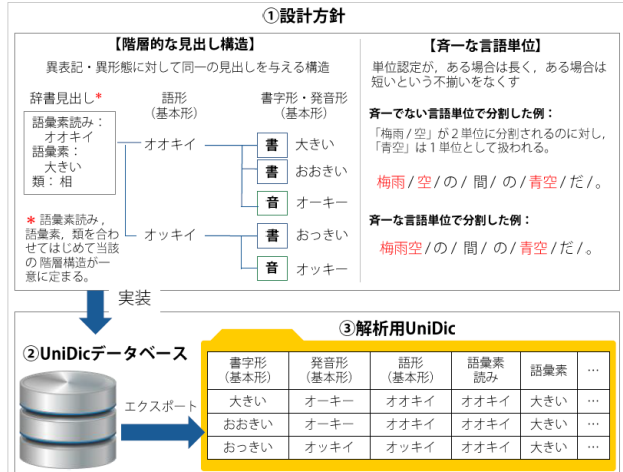 ①設計方針
【階層的な見出し構造】
異表記・異形態に対して同一の見出しを与える構造
辞書見出し*
語彙素読み：
オオキイ
語彙素：
大きい
類：相
語形
(基本形)
書字形・発音形
(基本形)
オオキイ
書 大きい
書 おおきい
音 オーキー
オッキイ
書 おっきい
音 オッキー
* 語彙素読み，
語彙素，類を合わ
せてはじめて当該
の 階層構造が一
意に定まる。
【斉一な言語単位】
単位認定が，ある場合は長く，ある場合は
短いという不揃いをなくす
斉一でない言語単位で分割した例：
「梅雨 / 空」が２単位に分割されるのに対し，
「青空」は１単位として扱われる。
梅雨 / 空 / の / 間 / の / 青空 / だ / 。
斉一な言語単位で分割した例：
梅雨空 / の / 間 / の / 青空 / だ / 。
実装
②UniDicデータベース
エクスポート
③解析用UniDic
書字形 発音形 語形 語彙素 語彙素 …
(基本形) (基本形) (基本形) 読み
大きい オーキー オオキイ オオキイ 大きい …
おおきい オーキー オオキイ オオキイ 大きい …
おっきい オッキイ オッキイ オオキイ 大きい …